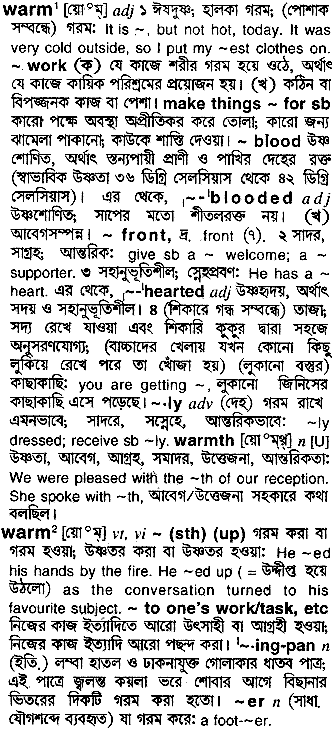 warm¹ [ওয়োম্] adj ১ ঈষদুষ্ণ; হালকা গরম; (পোশাক
সম্বন্ধে) গরম: It is ~, but not hot, today. It was
very cold outside, so I put my ~est clothes on.
~ work (ক) যে কাজে শরীর গরম হয়ে ওঠে, অর্থাৎ
যে কাজে কায়িক পরিশ্রমের প্রয়োজন হয়। (খ) কঠিন বা
বিপজ্জনক কাজ বা পেশা। make things ~ for sb
কারো পক্ষে অবস্থা অপ্রীতিকর করে তোলা; কারো জন্য
ঝামেলা পাকানো; কাউকে শাস্তি দেওয়া। ~ blood উষ্ণ
শোণিত, অর্থাৎ স্তন্যপায়ী প্রাণী ও পাখির দেহের রক্ত
(স্বাভাবিক উষ্ণতা ৩৬ ডিগ্রি সেলসিয়াস থেকে ৪২ ডিগ্রি
সেলসিয়াস)। এর থেকে, ।~-ˈblooded adj
উষ্ণশোণিত; সাপের মতো শীতলরক্ত নয়। (খ)
আবেগসম্পন্ন। ~ front, দ্র. front (৭). ২ সাদর,
সাগ্রহ; আন্তরিক: give sb a ~ welcome; a ~
supporter. ৩ সহানুভূতিশীল; স্নেহপ্রবণ: He has a ~
heart. এর থেকে, ।~-ˈhearted adj উষ্ণহৃদয়, অর্থাৎ
সদয় ও সহানুভূতিশীল। ৪ (শিকারে গন্ধ সম্বন্ধে) তাজা;
সদ্য রেখে যাওয়া এবং শিকারি কুকুর দ্বারা সহজে
অনুসরণযোগ্য; (বাচ্চাদের খেলায় যখন কোনো কিছু
লুকিয়ে রেখে পরে তা খোঁজা হয়) (লুকানো বস্তুর)
কাছাকাছি: you are getting ~, লুকানো জিনিসের
কাছাকাছি এসে পড়েছে। ~·ly adv (দেহ) গরম রাখে
এমনভাবে; সাদরে, সস্নেহে, আন্তরিকভাবে: ~ly
dressed; receive sb ~ly. warmth [ওয়োম্থ্] n [U]
উষ্ণতা, আবেগ, আগ্রহ, সমাদর, উত্তেজনা, আন্তরিকতা:
We were pleased with the ~th of our reception.
She spoke with ~th, আবেগ/উত্তেজনা সহকারে কথা
বলছিল।
warm² [ওয়োম্] vt, vi ~ (sth) (up) গরম করা বা
গরম হওয়া; উষ্ণতর করা বা উষ্ণতর হওয়া: He ~ed
his hands by the fire. He ~ed up (= উদ্দীপ্ত হয়ে
উঠলো) as the conversation turned to his
favourite subject. ~ to one's work/task, etc
নিজের কাজ ইত্যাদিতে আরো উৎসাহী বা আগ্রহী হওয়া;
নিজের কাজ ইত্যাদি আরো পছন্দ করা। ˈ~·ing-pan n
(ইতি.) লম্বা হাতল ও ঢাকনাযুক্ত গোলাকার ধাতব পাত্র;
এই পাত্রে জ্বলন্ত কয়লা ভরে শোবার আগে বিছানার
ভিতরের দিকটি গরম করা হতো। ~er n (সাধা.
যৌগশব্দে ব্যবহৃত) যা গরম করে: a foot-~er.